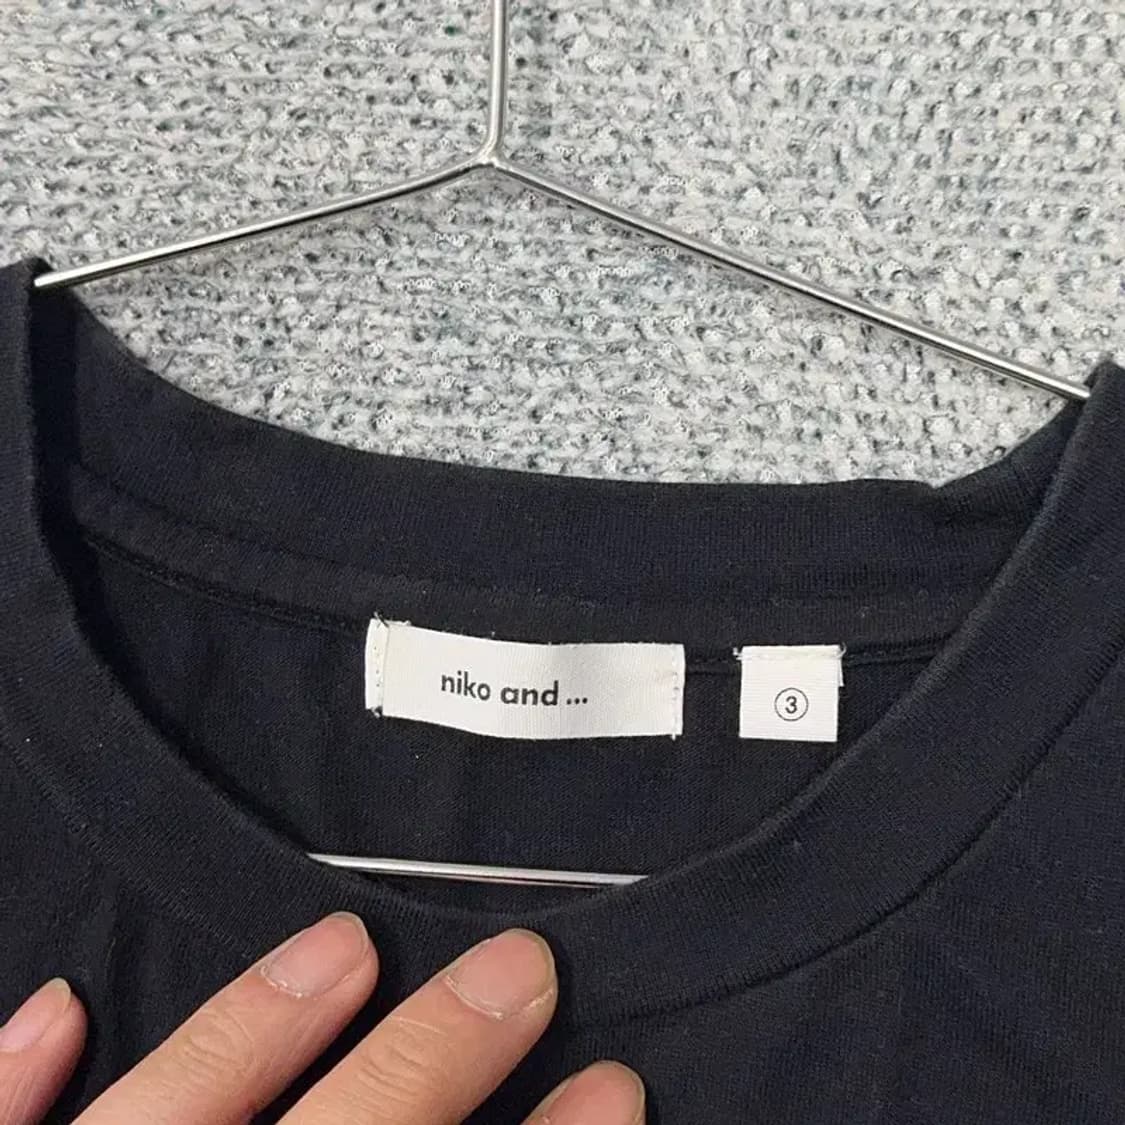 niko and ...
③